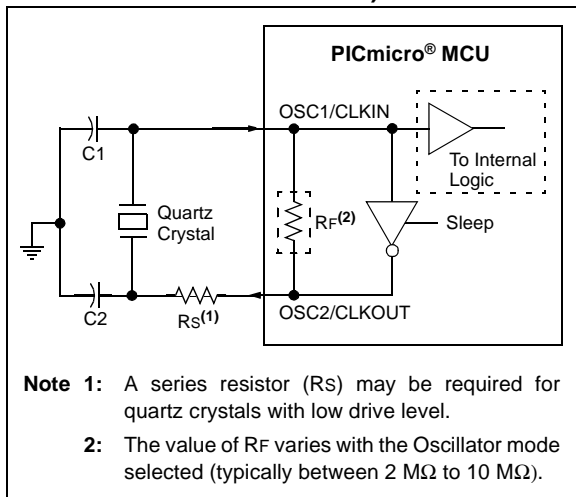 PICmicro® MCU
OSC1/CLKIN
C1
To Internal
Logic
Quartz
Crystal
RF(2)
Sleep
C2
RS(1)
OSC2/CLKOUT
Note 1: A series resistor (RS) may be required for
quartz crystals with low drive level.
2: The value of RF varies with the Oscillator mode
selected (typically between 2 MΩ to 10 MΩ).